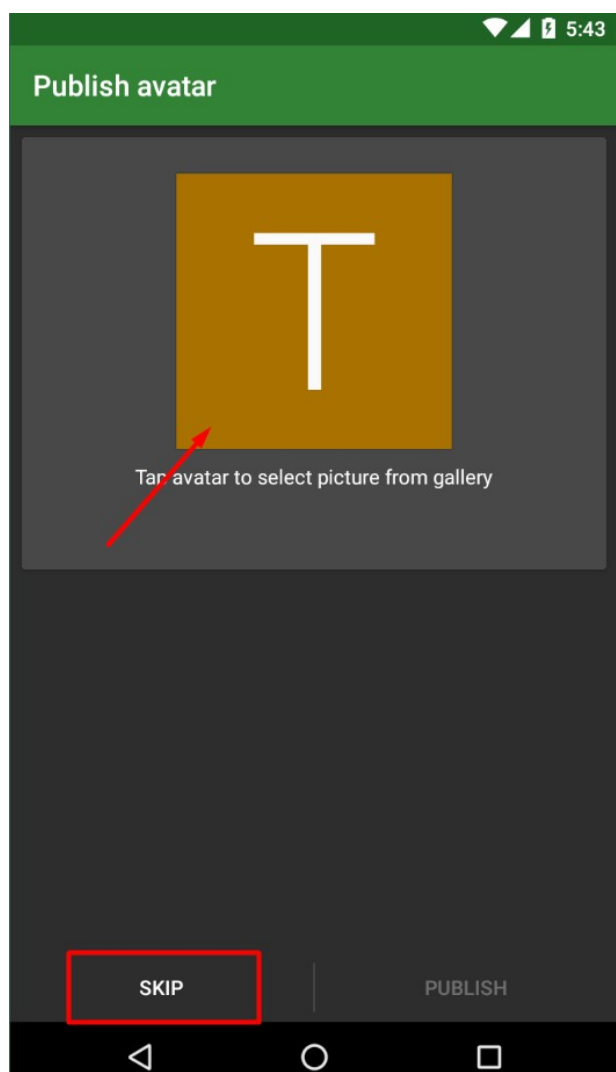 5:43
Publish avatar
T
Tap avatar to select picture from gallery
SKIP
PUBLISH